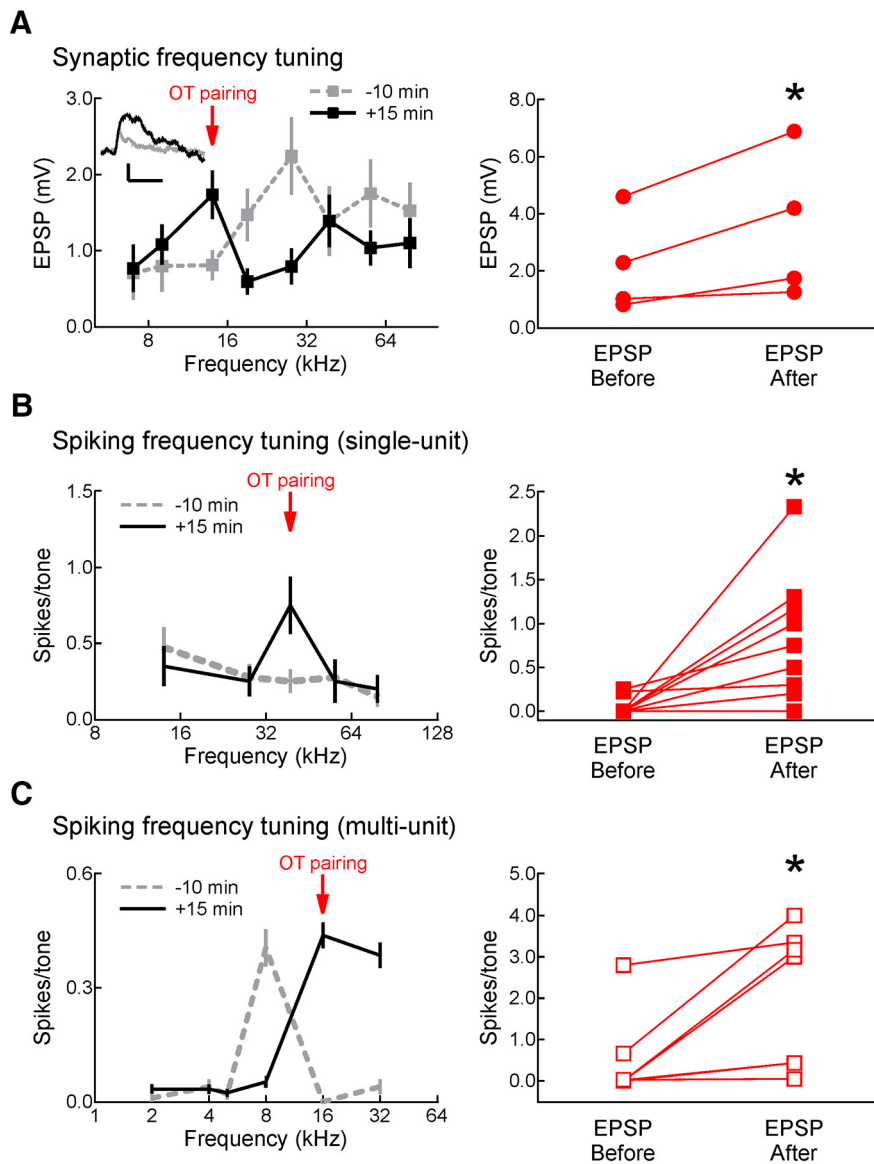 A
Synaptic frequency tuning
OT pairing
-10 min
+15 min
3.0
2.0
1.0
0.0
EPSP (mV)
8 16 32 64
Frequency (kHz)
*
8.0
6.0
4.0
2.0
0.0
EPSP (mV)
EPSP Before
EPSP After
B
Spiking frequency tuning (single-unit)
OT pairing
-10 min
+15 min
1.5
1.0
0.5
0.0
Spikes/tone
8 16 32 64 128
Frequency (kHz)
*
2.5
2.0
1.5
1.0
0.5
0.0
Spikes/tone
EPSP Before
EPSP After
C
Spiking frequency tuning (multi-unit)
OT pairing
-10 min
+15 min
0.6
0.3
0.0
Spikes/tone
1 2 4 8 16 32 64
Frequency (kHz)
*
5.0
4.0
3.0
2.0
1.0
0.0
Spikes/tone
EPSP Before
EPSP After